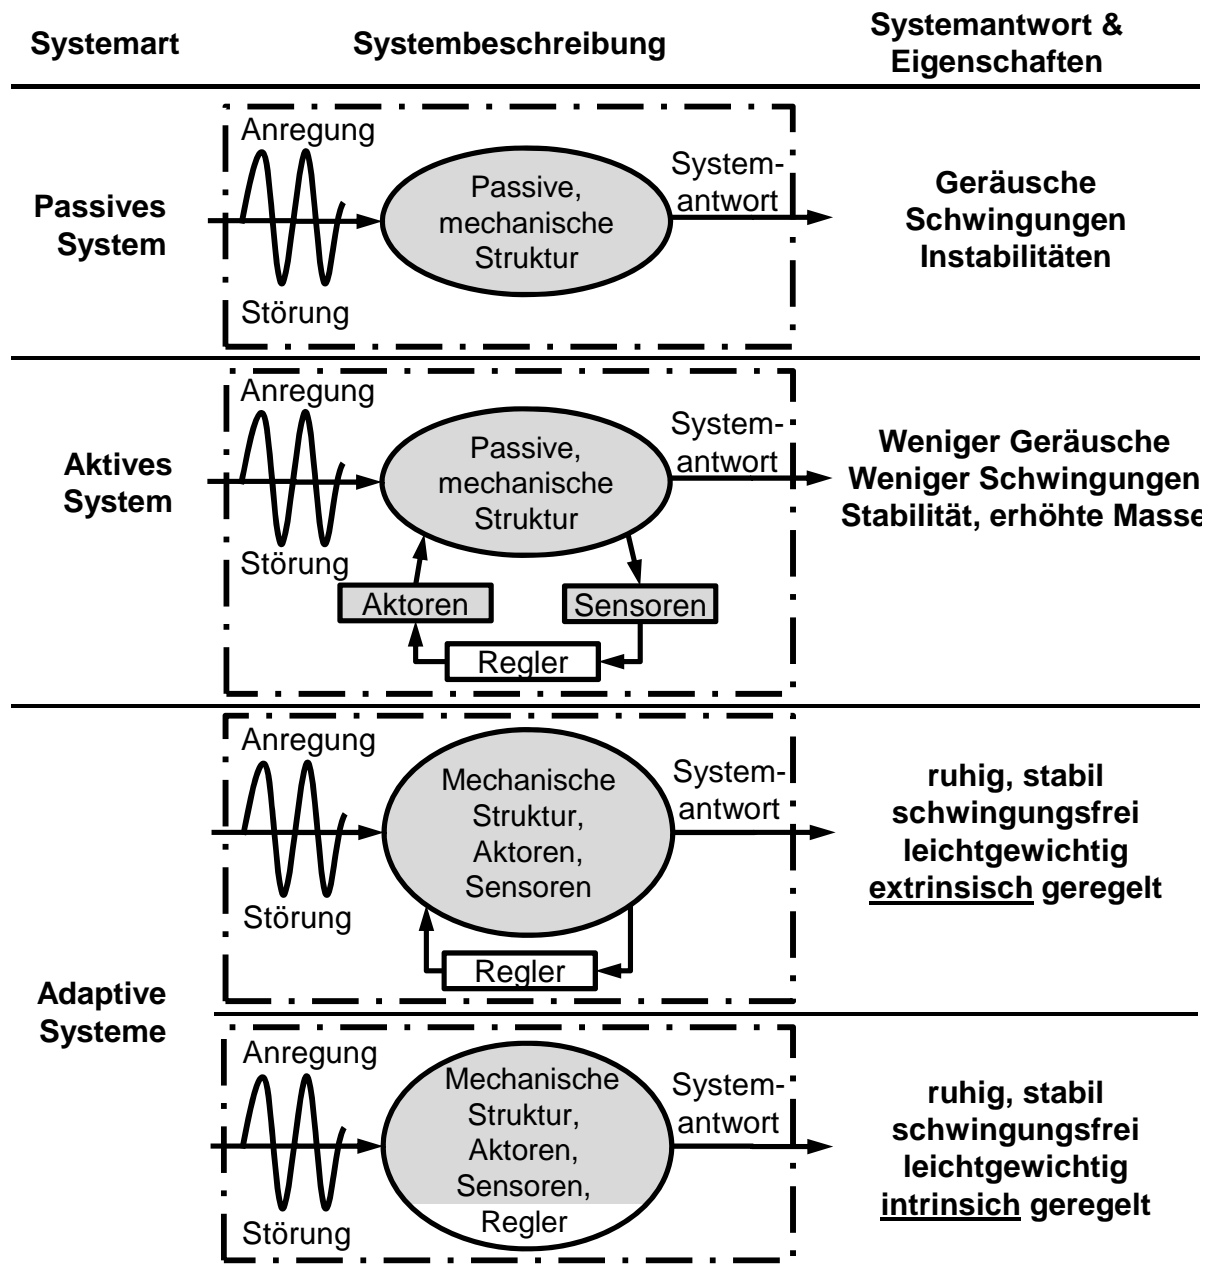 Systemart
Systembeschreibung
Systemantwort &
Eigenschaften
Passives
System
Anregung
Störung
Passive,
mechanische
Struktur
System-
antwort
Geräusche
Schwingungen
Instabilitäten
Aktives
System
Anregung
Störung
Passive,
mechanische
Struktur
Aktoren
Sensoren
Regler
System-
antwort
Weniger Geräusche
Weniger Schwingungen
Stabilität, erhöhte Masse
Adaptive
Systeme
Anregung
Störung
Mechanische
Struktur,
Aktoren,
Sensoren
Regler
System-
antwort
ruhig, stabil
schwingungsfrei
leichtgewichtig
extrinsisch geregelt
Anregung
Störung
Mechanische
Struktur,
Aktoren,
Sensoren,
Regler
System-
antwort
ruhig, stabil
schwingungsfrei
leichtgewichtig
intrinsich geregelt